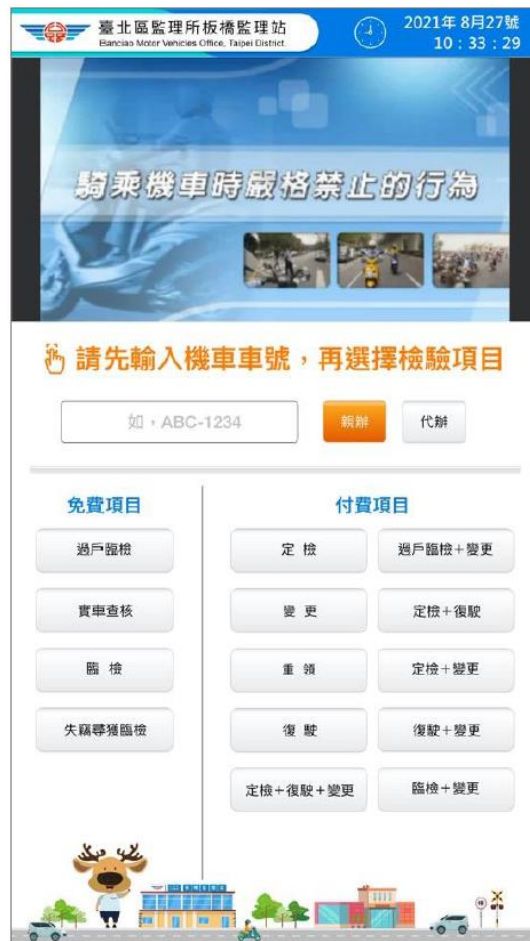 臺北區監理所板橋監理站
Banciao Motor Vehicles Office, Taipei District.
2021年 8月27號
10：33：29
騎乘機車時嚴格禁止的行為
請先輸入機車車號，再選擇檢驗項目
如，ABC-1234
親辦
代辦
免費項目
付費項目
過戶臨檢
定 檢
過戶臨檢＋變更
實車查核
變 更
定檢＋復駛
臨 檢
重 領
定檢＋變更
失竊尋獲臨檢
復 駛
復駛＋變更
定檢＋復駛＋變更
臨檢＋變更